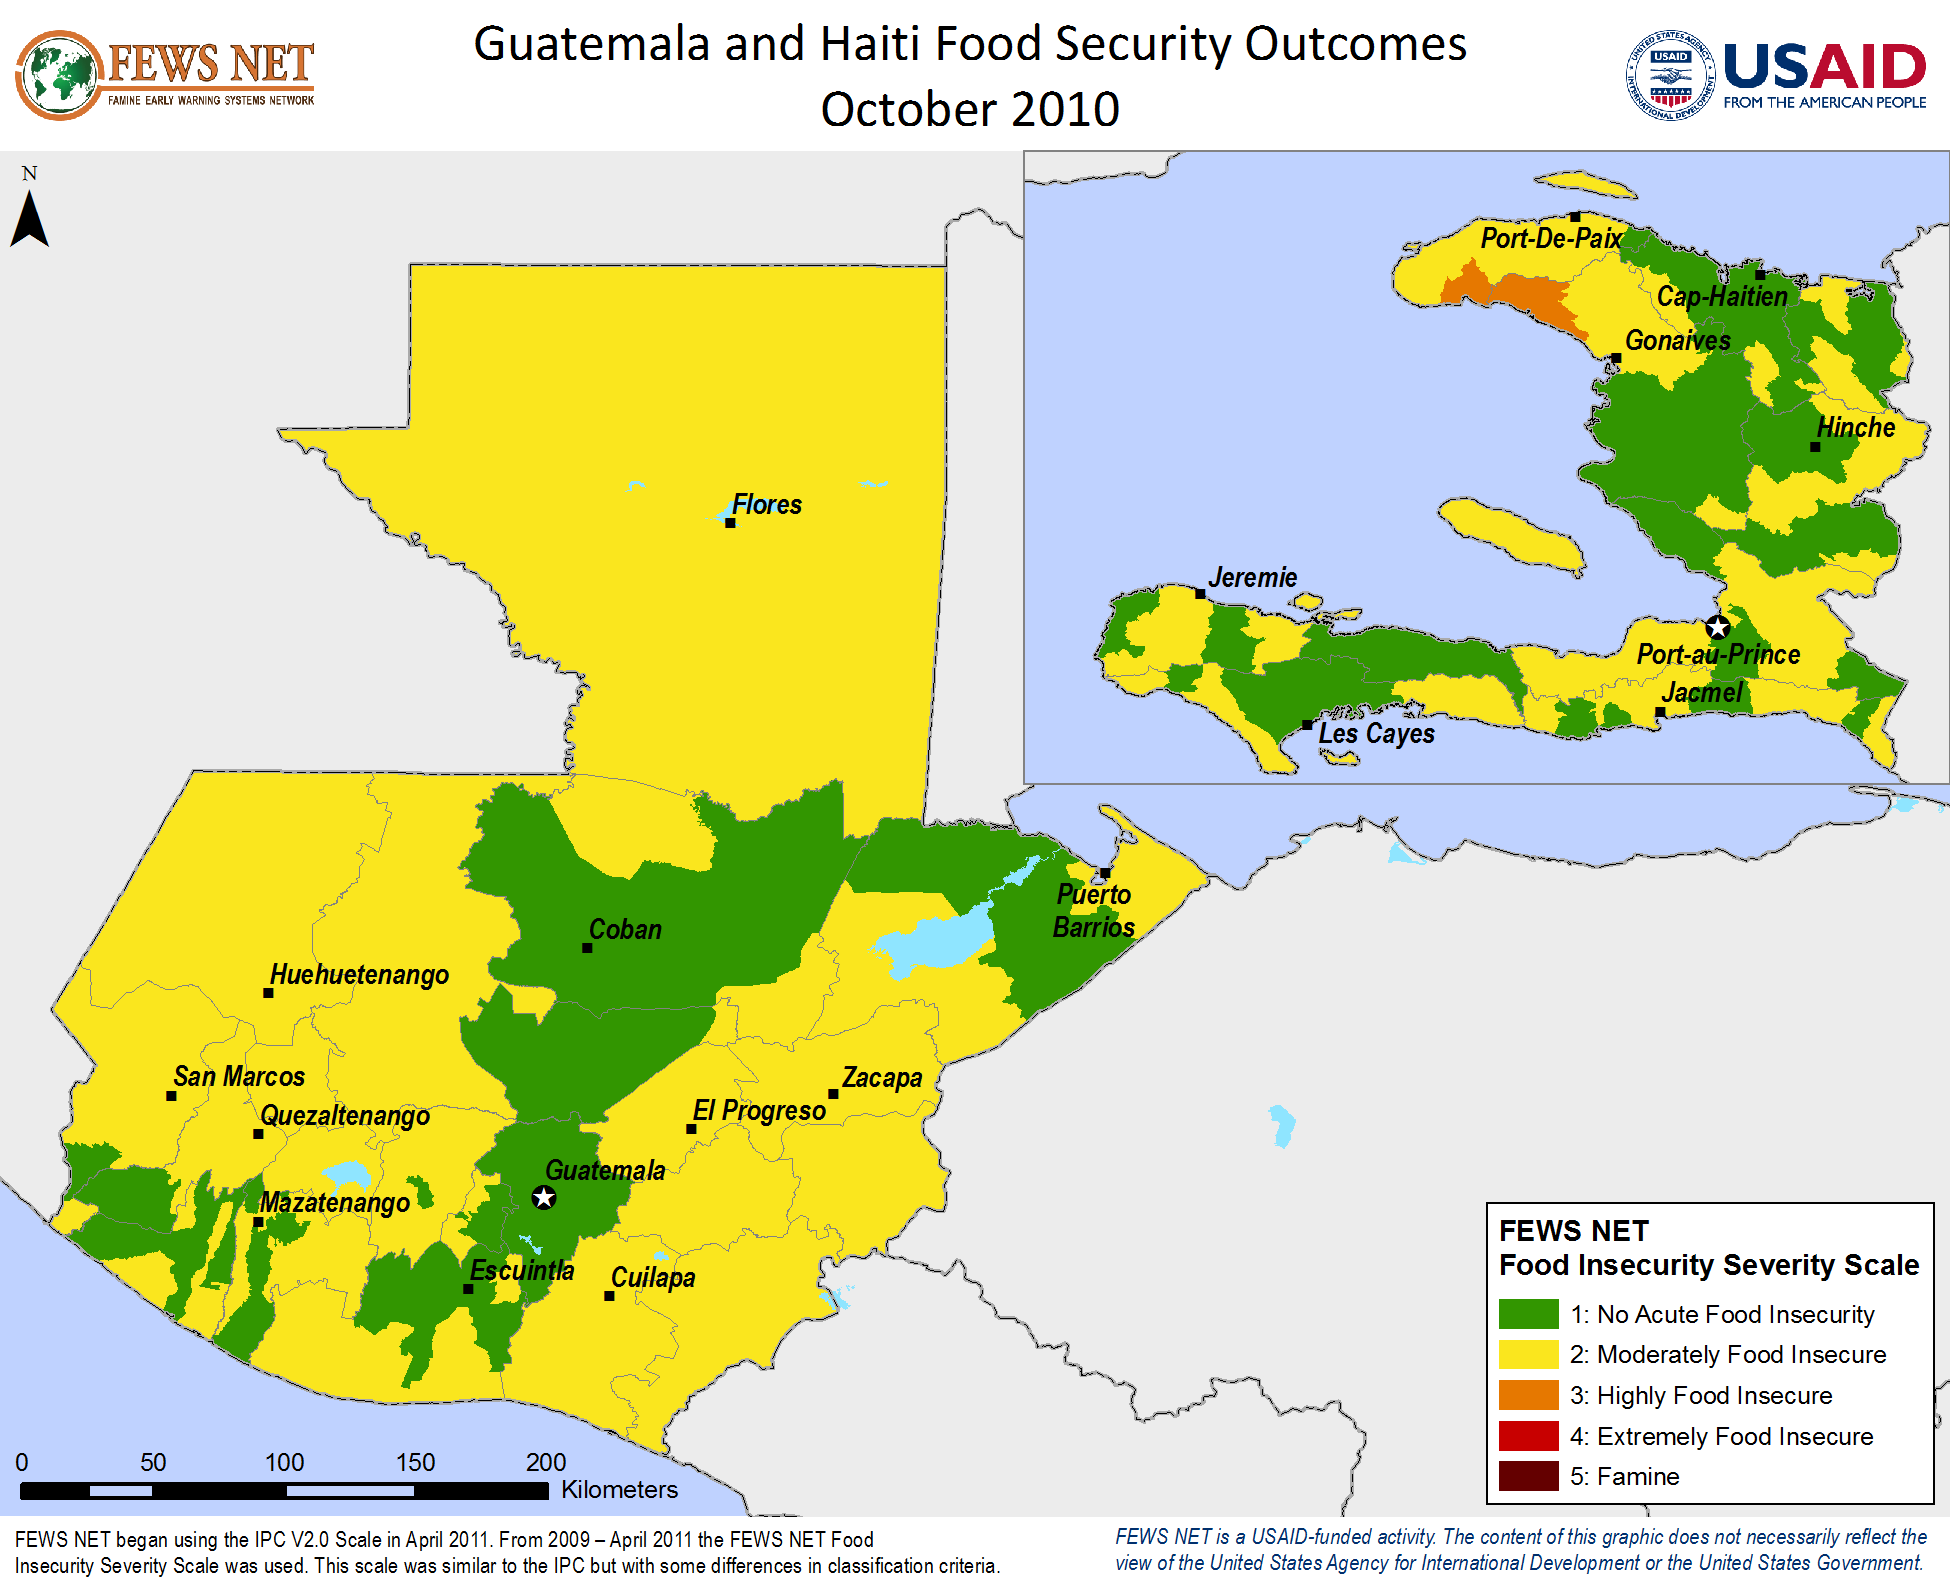 FEWS NET
FAMINE EARLY WARNING SYSTEMS NETWORK
Guatemala and Haiti Food Security Outcomes
October 2010
UNITED STATES AGENCY
INTERNATIONAL DEVELOPMENT
USAID
USAID
FROM THE AMERICAN PEOPLE
N
Port-De-Paix
Cap-Haitien
Gonaives
Hinche
Jeremie
Port-au-Prince
Jacmel
Les Cayes
Flores
Puerto
Barrios
Coban
Huehuetenango
San Marcos
Zacapa
Quezaltenango
El Progreso
Guatemala
Mazatenango
Escuintla
Cuilapa
FEWS NET
Food Insecurity Severity Scale
1: No Acute Food Insecurity
2: Moderately Food Insecure
3: Highly Food Insecure
4: Extremely Food Insecure
5: Famine
0 50 100 150 200
Kilometers
FEWS NET began using the IPC V2.0 Scale in April 2011. From 2009 – April 2011 the FEWS NET Food
Insecurity Severity Scale was used. This scale was similar to the IPC but with some differences in classification criteria.
FEWS NET is a USAID-funded activity. The content of this graphic does not necessarily reflect the
view of the United States Agency for International Development or the United States Government.